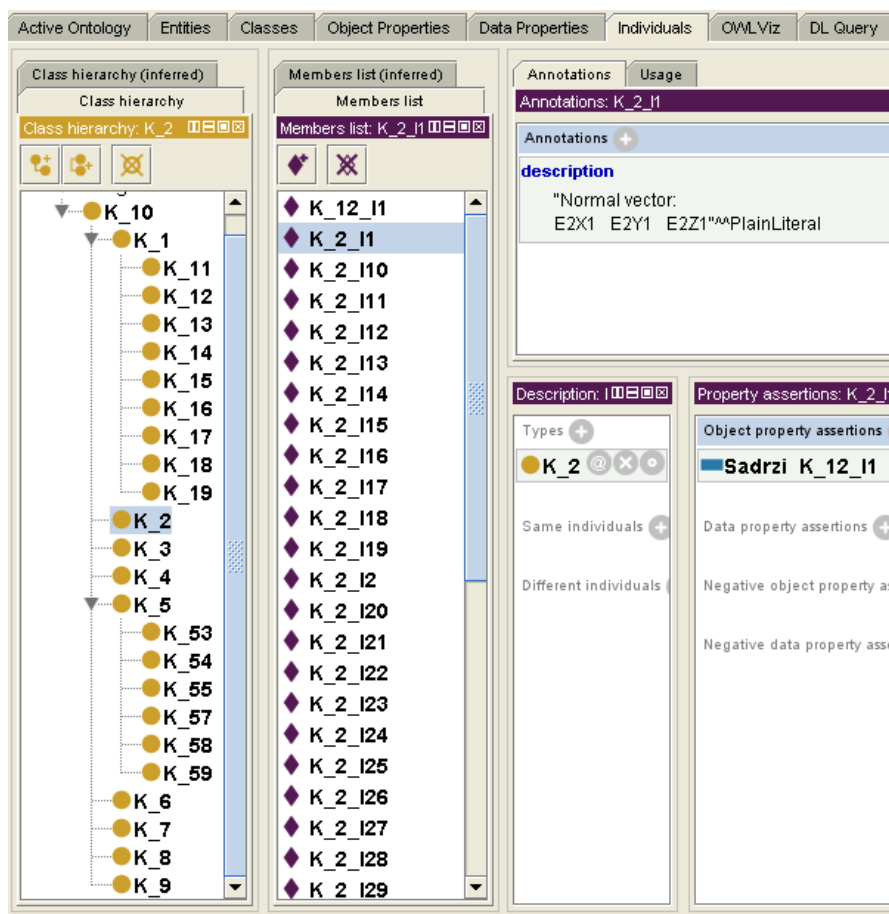 Active Ontology Entities Classes Object Properties Data Properties Individuals OWLViz DL Query
Class hierarchy (inferred)
Class hierarchy
Class hierarchy: K_2
K_10
K_1
K_11
K_12
K_13
K_14
K_15
K_16
K_17
K_18
K_19
K_2
K_3
K_4
K_5
K_53
K_54
K_55
K_57
K_58
K_59
K_6
K_7
K_8
K_9
Members list (inferred)
Members list
Members list: K_2_I1
K_12_I1
K_2_I1
K_2_I10
K_2_I11
K_2_I12
K_2_I13
K_2_I14
K_2_I15
K_2_I16
K_2_I17
K_2_I18
K_2_I19
K_2_I2
K_2_I20
K_2_I21
K_2_I22
K_2_I23
K_2_I24
K_2_I25
K_2_I26
K_2_I27
K_2_I28
K_2_I29
Annotations Usage
Annotations: K_2_I1
Annotations
description
"Normal vector:
E2X1 E2Y1 E2Z1"^^PlainLiteral
Description:
Types
K_2
Same individuals
Different individuals
Property assertions: K_2_I
Object property assertions
Sadrzi K_12_I1
Data property assertions
Negative object property
Negative data property